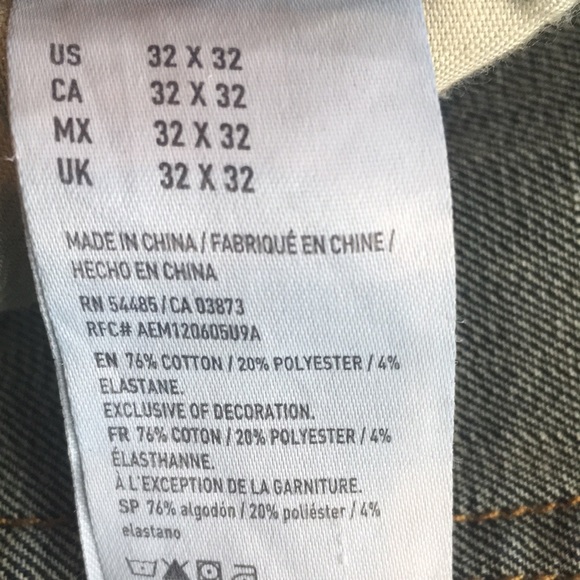 US 32 X 32
CA 32 X 32
MX 32 X 32
UK 32 X 32
MADE IN CHINA / FABRIQUÉ EN CHINE /
HECHO EN CHINA
RN 54485 / CA 03873
RFC# AEM120605U9A
EN 76% COTTON / 20% POLYESTER / 4%
ELASTANE.
EXCLUSIVE OF DECORATION.
FR 76% COTON / 20% POLYESTER / 4%
ÉLASTHANNE.
À L'EXCEPTION DE LA GARNITURE.
SP 76% algodón / 20% poliéster / 4%
elastano